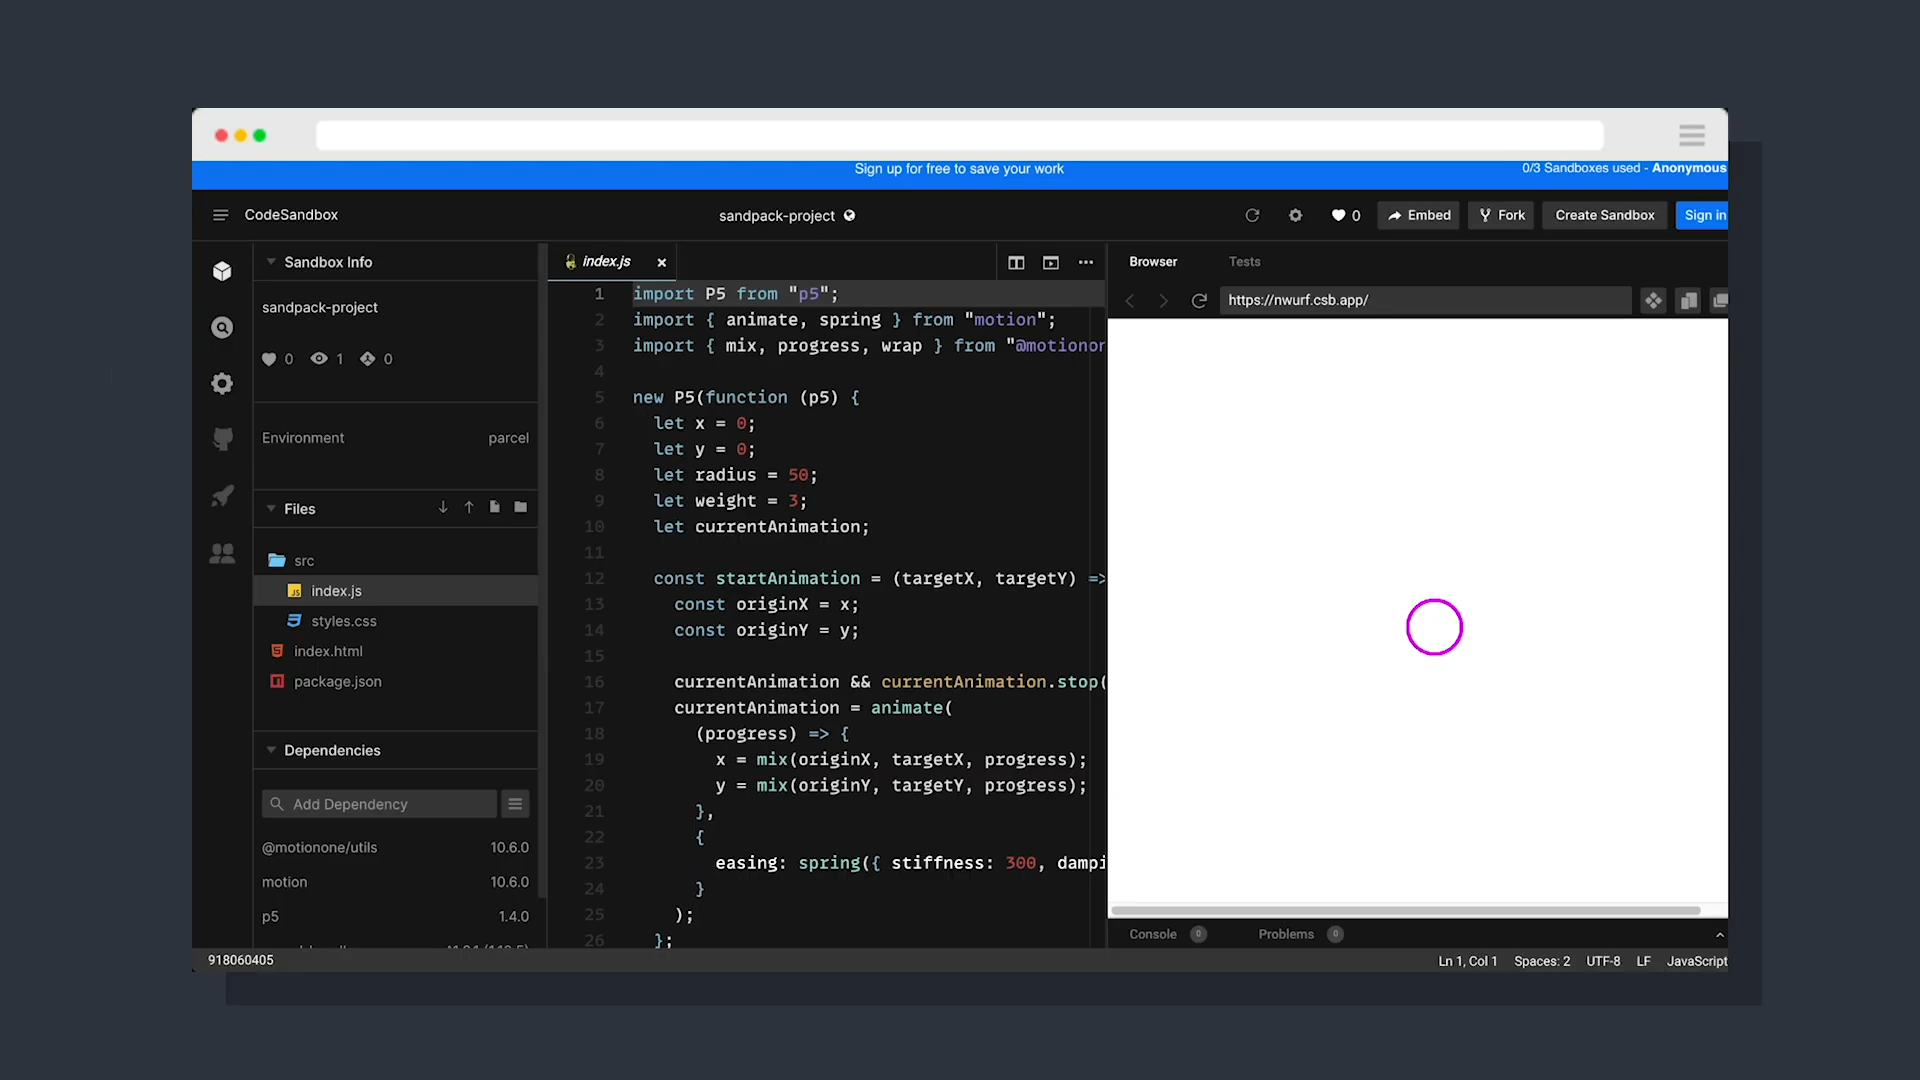 Sign up for free to save your work
0/3 Sandboxes used - Anonymous
CodeSandbox
sandpack-project
0
Embed
Fork
Create Sandbox
Sign in
Sandbox Info
sandpack-project
0 1 0
Environment parcel
Files
src
index.js
styles.css
index.html
package.json
Dependencies
Add Dependency
@motionone/utils 10.6.0
motion 10.6.0
p5 1.4.0
index.js
1 import P5 from "p5";
2 import { animate, spring } from "motion";
3 import { mix, progress, wrap } from "@motionon
4
5 new P5(function (p5) {
6 let x = 0;
7 let y = 0;
8 let radius = 50;
9 let weight = 3;
10 let currentAnimation;
11
12 const startAnimation = (targetX, targetY) =>
13 const originX = x;
14 const originY = y;
15
16 currentAnimation && currentAnimation.stop(
17 currentAnimation = animate(
18 (progress) => {
19 x = mix(originX, targetX, progress);
20 y = mix(originY, targetY, progress);
21 },
22 {
23 easing: spring({ stiffness: 300, dampi
24 }
25 );
26 };
Browser
Tests
https://nwurf.csb.app/
Console 0
Problems 0
918060405
Ln 1, Col 1
Spaces: 2
UTF-8
LF
JavaScript